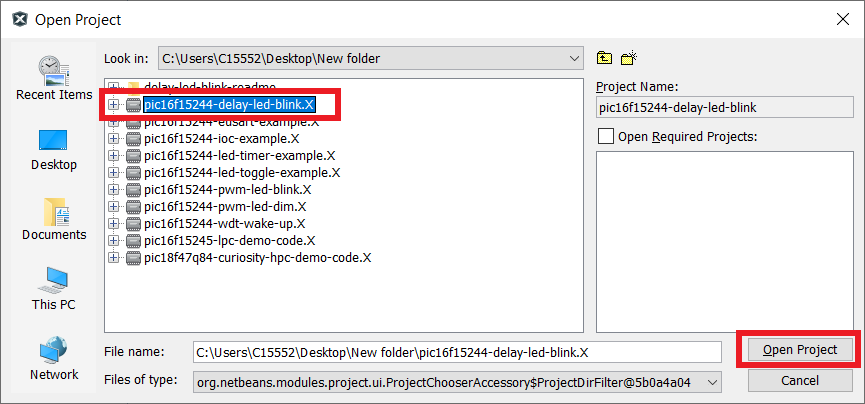 Open Project
Look in:
C:\Users\C15552\Desktop\New folder
Recent Items
Desktop
Documents
This PC
Network
delay-led-blink-readme
pic16f15244-delay-led-blink.X
pic16f15244-eusart-example.X
pic16f15244-ioc-example.X
pic16f15244-led-timer-example.X
pic16f15244-led-toggle-example.X
pic16f15244-pwm-led-blink.X
pic16f15244-pwm-led-dim.X
pic16f15244-wdt-wake-up.X
pic16f15245-lpc-demo-code.X
pic18f47q84-curiosity-hpc-demo-code.X
Project Name:
pic16f15244-delay-led-blink
Open Required Projects:
File name:
C:\Users\C15552\Desktop\New folder\pic16f15244-delay-led-blink.X
Open Project
Files of type:
org.netbeans.modules.project.ui.ProjectChooserAccessory$ProjectDirFilter@5b0a4a04
Cancel